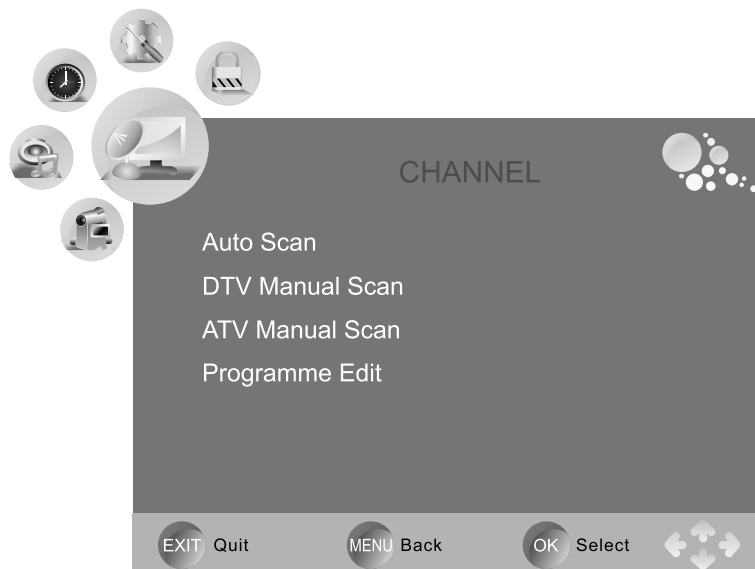 CHANNEL
Auto Scan
DTV Manual Scan
ATV Manual Scan
Programme Edit
EXIT Quit MENU Back OK Select